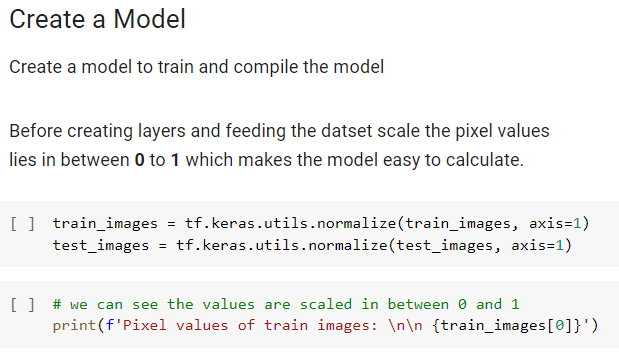 Create a Model
Create a model to train and compile the model
Before creating layers and feeding the datset scale the pixel values
lies in between 0 to 1 which makes the model easy to calculate.
[ ] train_images = tf.keras.utils.normalize(train_images, axis=1)
test_images = tf.keras.utils.normalize(test_images, axis=1)
[ ] # we can see the values are scaled in between 0 and 1
print(f'Pixel values of train images: \n\n {train_images[0]}')